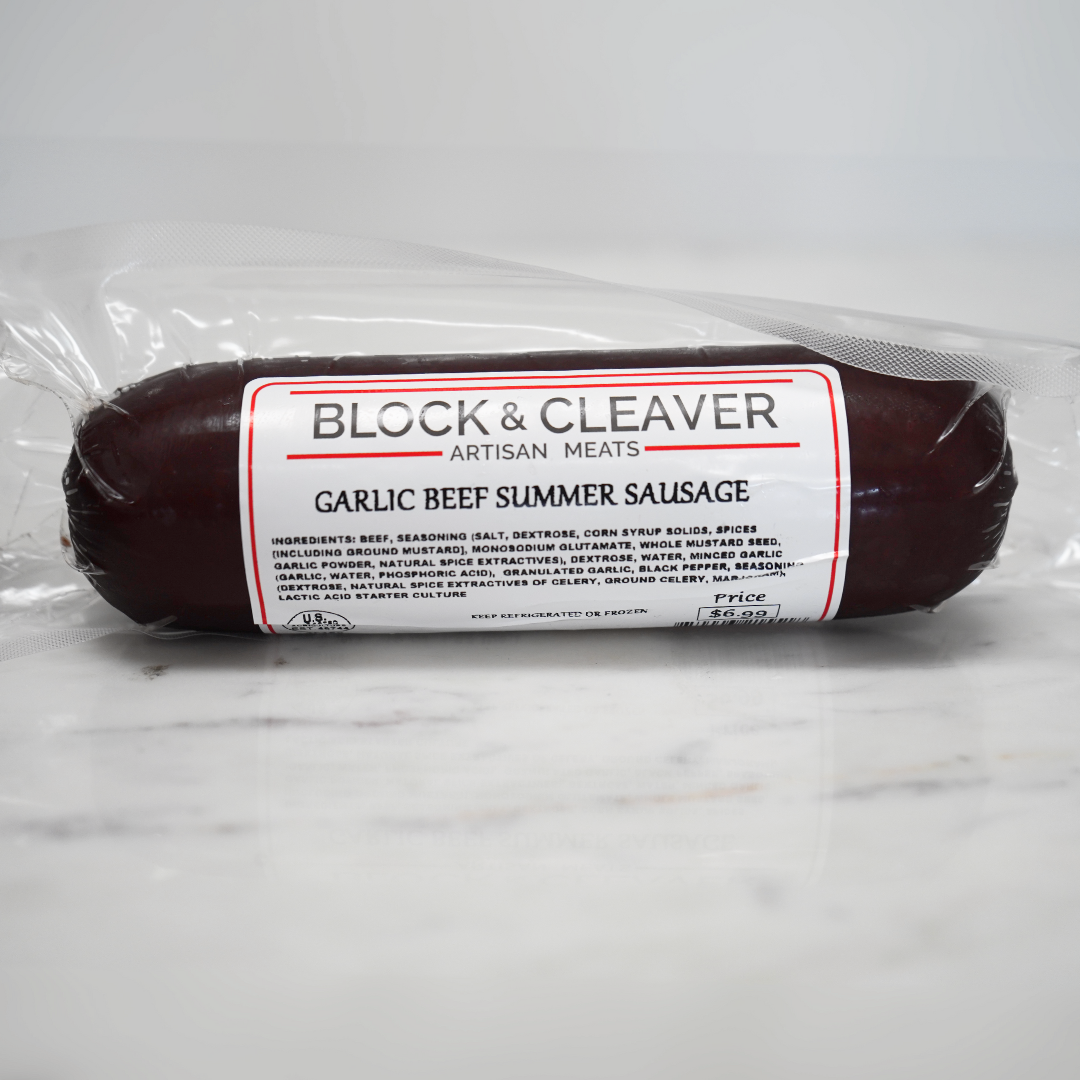 BLOCK & CLEAVER
ARTISAN MEATS
GARLIC BEEF SUMMER SAUSAGE
INGREDIENTS: BEEF, SEASONING (SALT, DEXTROSE, CORN SYRUP SOLIDS, SPICES
(INCLUDING GROUND MUSTARD), MONOSODIUM GLUTAMATE, WHOLE MUSTARD SEED,
GARLIC POWDER, NATURAL SPICE EXTRACTIVES), DEXTROSE, WATER, MINCED GARLIC
(GARLIC, WATER, PHOSPHORIC ACID), GRANULATED GARLIC, BLACK PEPPER, SEASONING
(DEXTROSE, NATURAL SPICE EXTRACTIVES OF CELERY, GROUND CELERY, MARJORAM),
LACTIC ACID STARTER CULTURE
Price
$6.99
KEEP REFRIGERATED OR FROZEN
U.S.